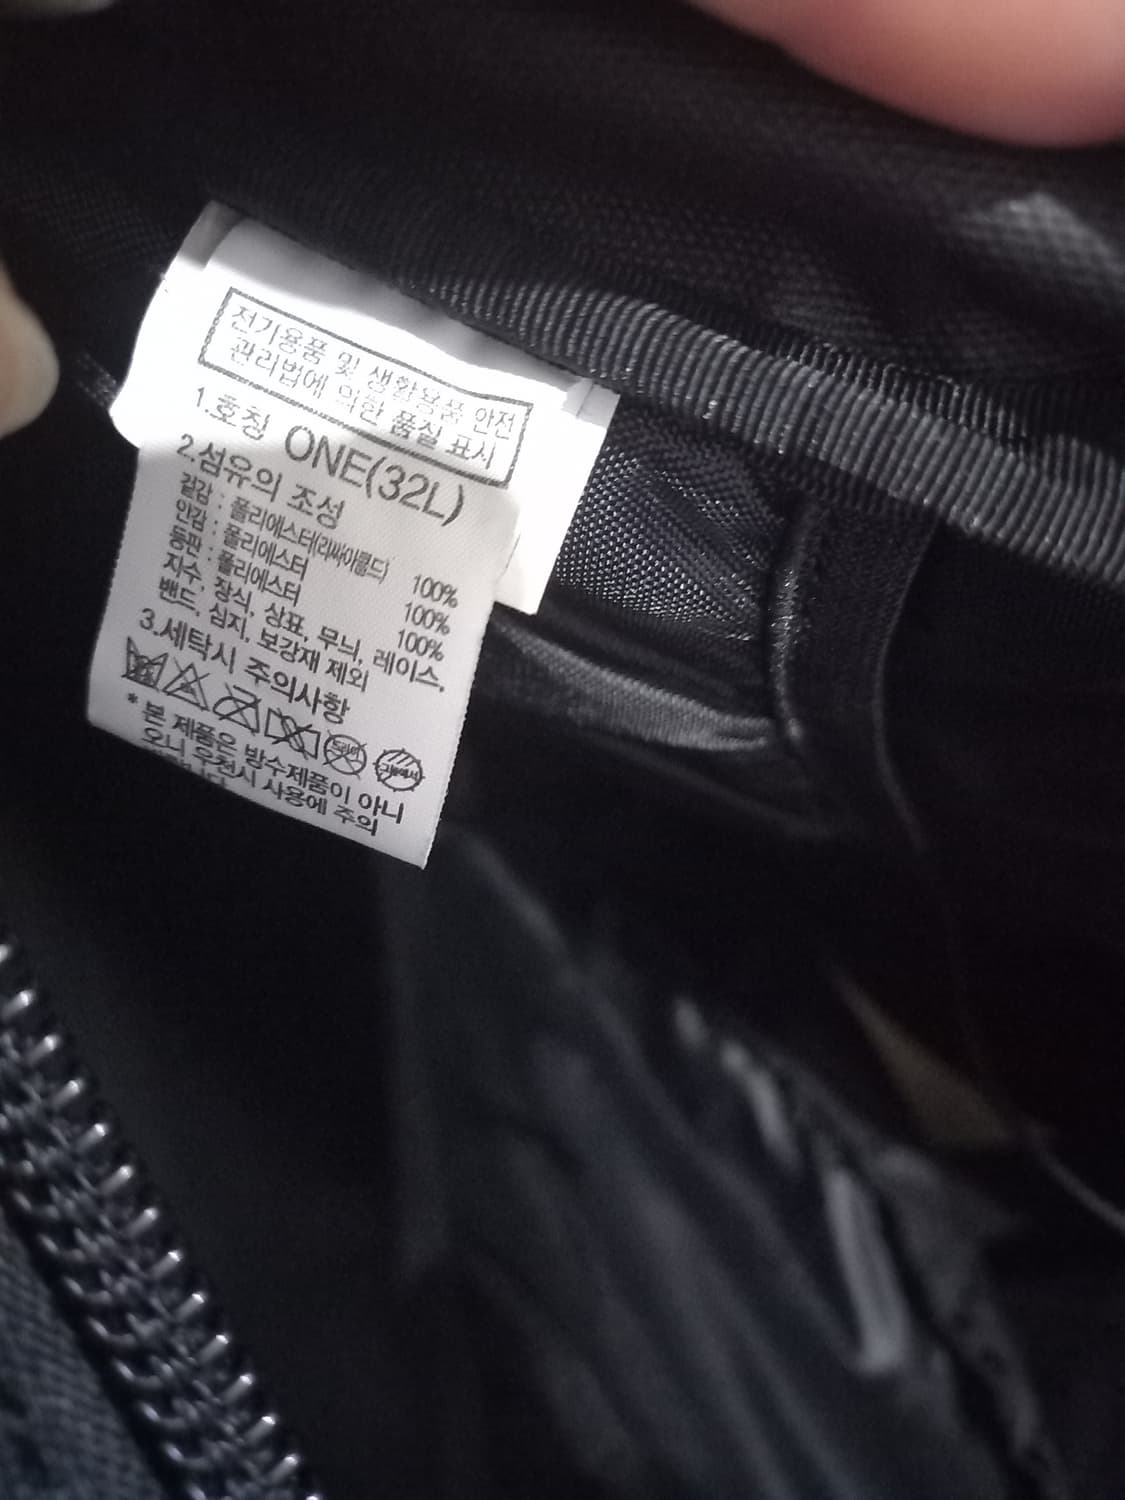 전기용품 및 생활용품 안전
관리법에 의한 품질 표시
1.호칭 ONE(32L)
2.섬유의 조성
겉감 : 폴리에스터(리싸이클드) 100%
안감 : 폴리에스터 100%
등판 : 폴리에스터 100%
자수, 장식, 상표, 무늬, 레이스,
밴드, 심지, 보강재 제외
3.세탁시 주의사항
드라이
* 본 제품은 방수제품이 아니
오니 우천시 사용에 주의